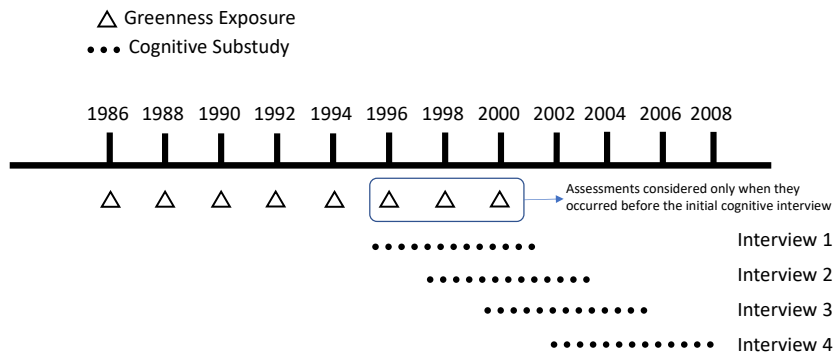 Greenness Exposure
Cognitive Substudy
1986 1988 1990 1992 1994 1996 1998 2000 2002 2004 2006 2008
Assessments considered only when they
occurred before the initial cognitive interview
Interview 1
Interview 2
Interview 3
Interview 4